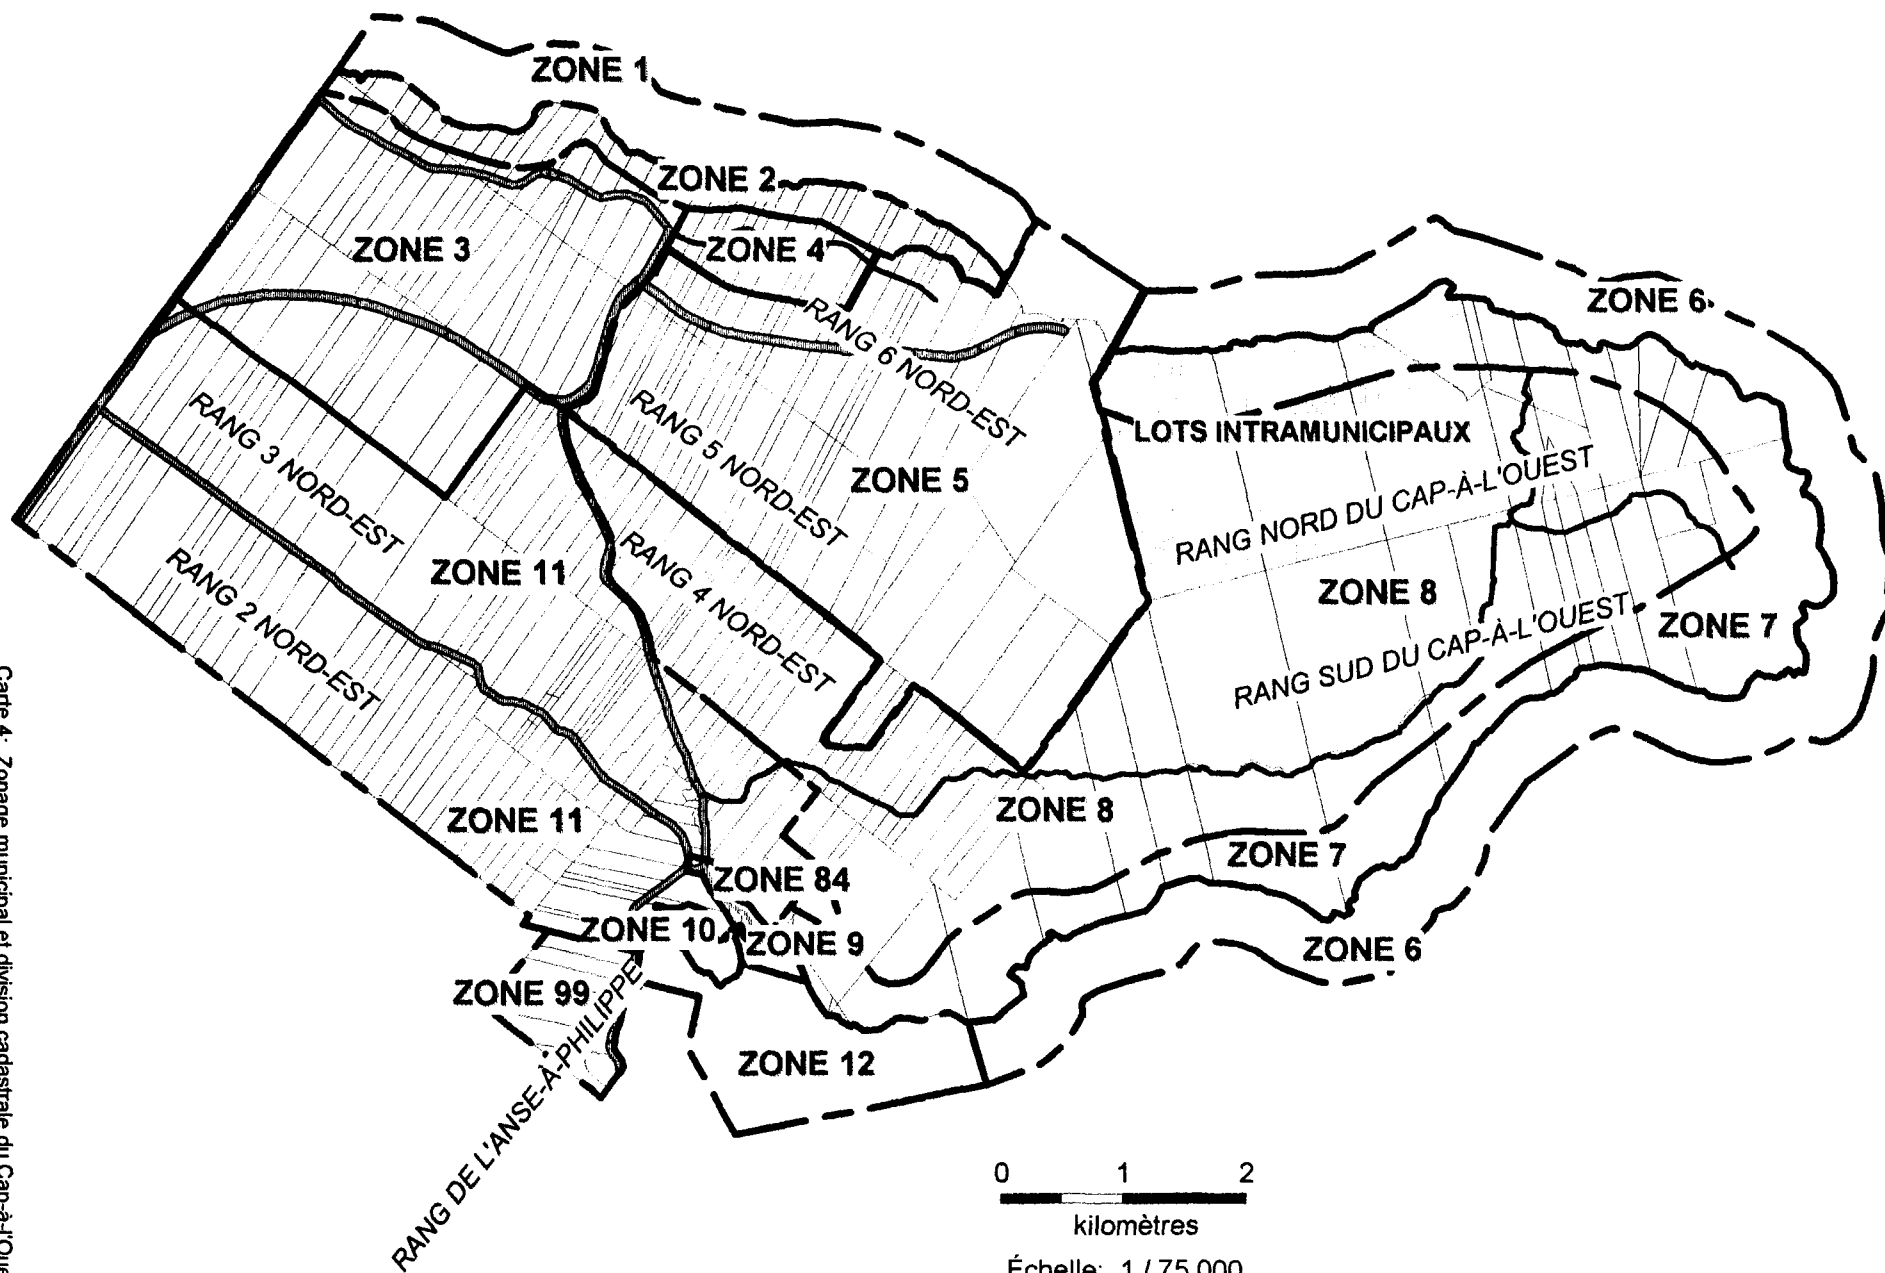 ZONE 1
ZONE 2
ZONE 3
ZONE 4
ZONE 6
RANG 6 NORD-EST
RANG 3 NORD-EST
RANG 5 NORD-EST
LOTS INTRAMUNICIPAUX
ZONE 5
RANG NORD DU CAP-À-L'OUEST
RANG 2 NORD-EST
ZONE 11
RANG 4 NORD-EST
ZONE 8
RANG SUD DU CAP-À-L'OUEST
ZONE 7
ZONE 11
ZONE 8
ZONE 7
ZONE 84
ZONE 10
ZONE 9
ZONE 6
ZONE 99
RANG DE L'ANSE-À-PHILIPPE
ZONE 12
0 1 2
kilomètres
Échelle: 1 / 75 000
Carte 4: Zonage municipal et division cadastrale du Cap-à-l'Oue